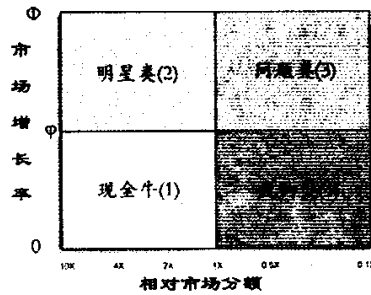 市场增长率
明星类(2)
问题类(3)
现全牛(1)
0
10X 4X 2X 1X 0.5X
相对市场分额